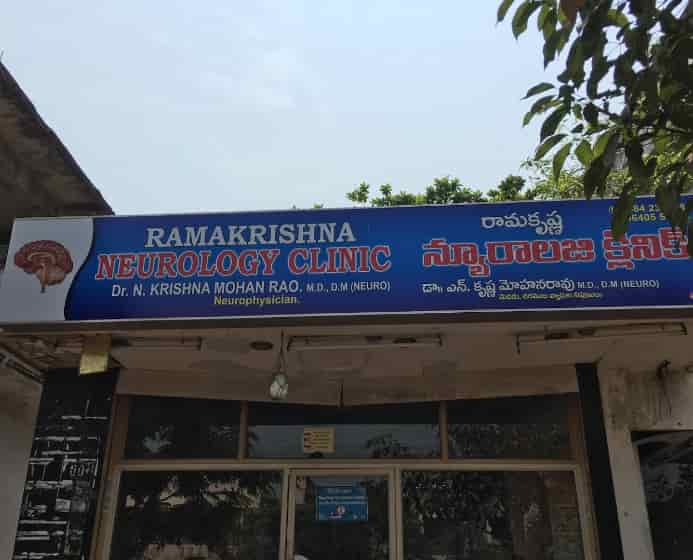 RAMAKRISHNA
NEUROLOGY CLINIC
Dr. N. KRISHNA MOHAN RAO. M.D., D.M (NEURO)
Neurophysician.
రామకృష్ణ
న్యూరాలజి క్లినిక్
డాః ఎన్. కృష్ణ మోహనరావు M.D., D.M (NEURO)